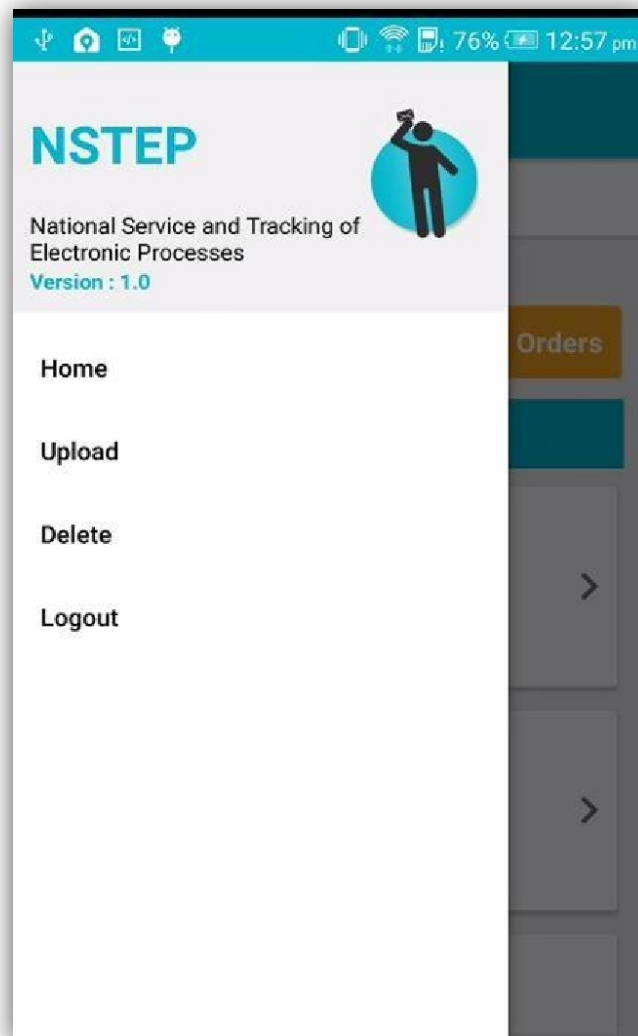 76% 12:57 pm
NSTEP
National Service and Tracking of
Electronic Processes
Version : 1.0
Orders
Home
Upload
Delete
Logout